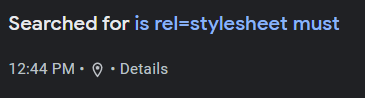 Searched for is rel=stylesheet must
12:44 PM • • Details